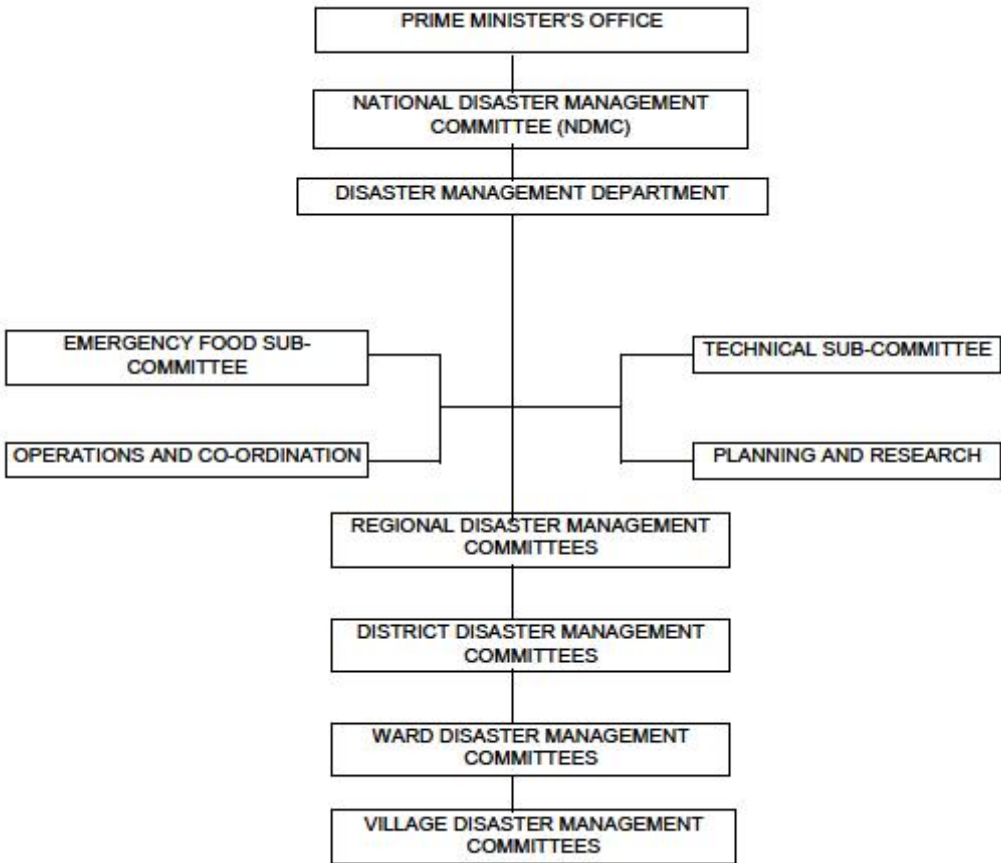 PRIME MINISTER'S OFFICE
NATIONAL DISASTER MANAGEMENT
COMMITTEE (NDMC)
DISASTER MANAGEMENT DEPARTMENT
EMERGENCY FOOD SUB-
COMMITTEE
TECHNICAL SUB-COMMITTEE
OPERATIONS AND CO-ORDINATION
PLANNING AND RESEARCH
REGIONAL DISASTER MANAGEMENT
COMMITTEES
DISTRICT DISASTER MANAGEMENT
COMMITTEES
WARD DISASTER MANAGEMENT
COMMITTEES
VILLAGE DISASTER MANAGEMENT
COMMITTEES